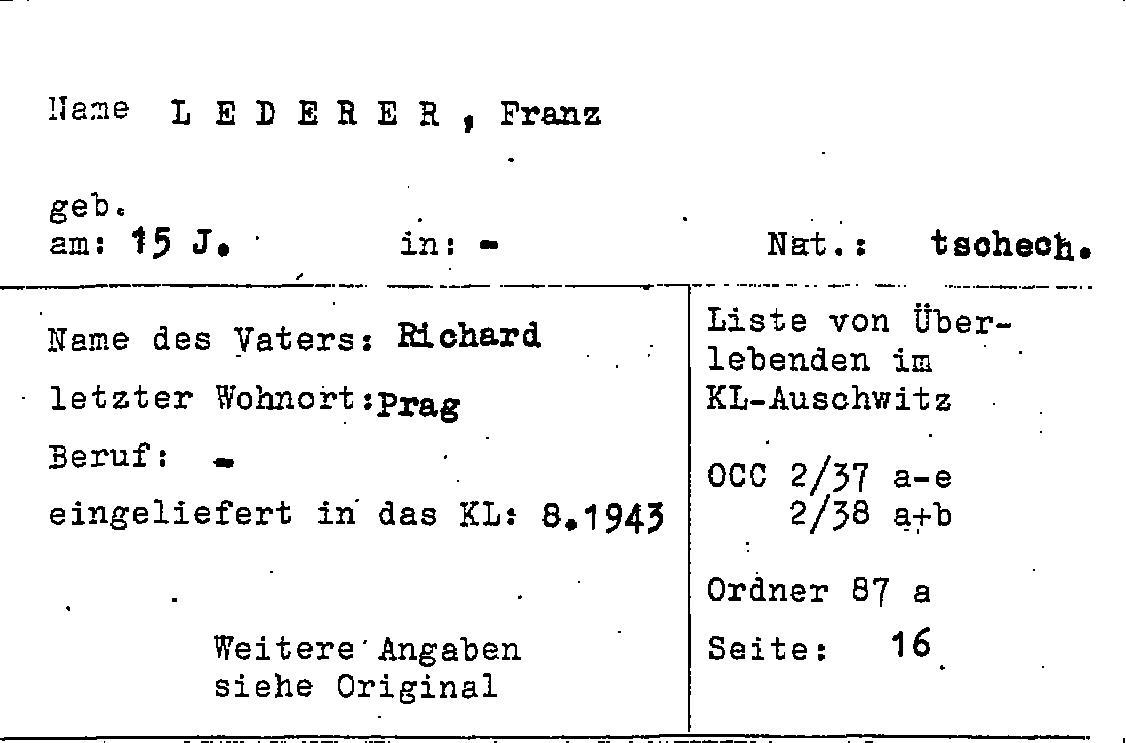 Name L E D E R E R , Franz
geb.
am: 15 J. in: - Nat.: tschech.
Name des Vaters: Richard
letzter Wohnort: Prag
Beruf: -
eingeliefert in das KL: 8.1943
Weitere Angaben
siehe Original
Liste von Über-
lebenden im
KL-Auschwitz
OCC 2/37 a-e
2/38 a+b
Ordner 87 a
Seite: 16